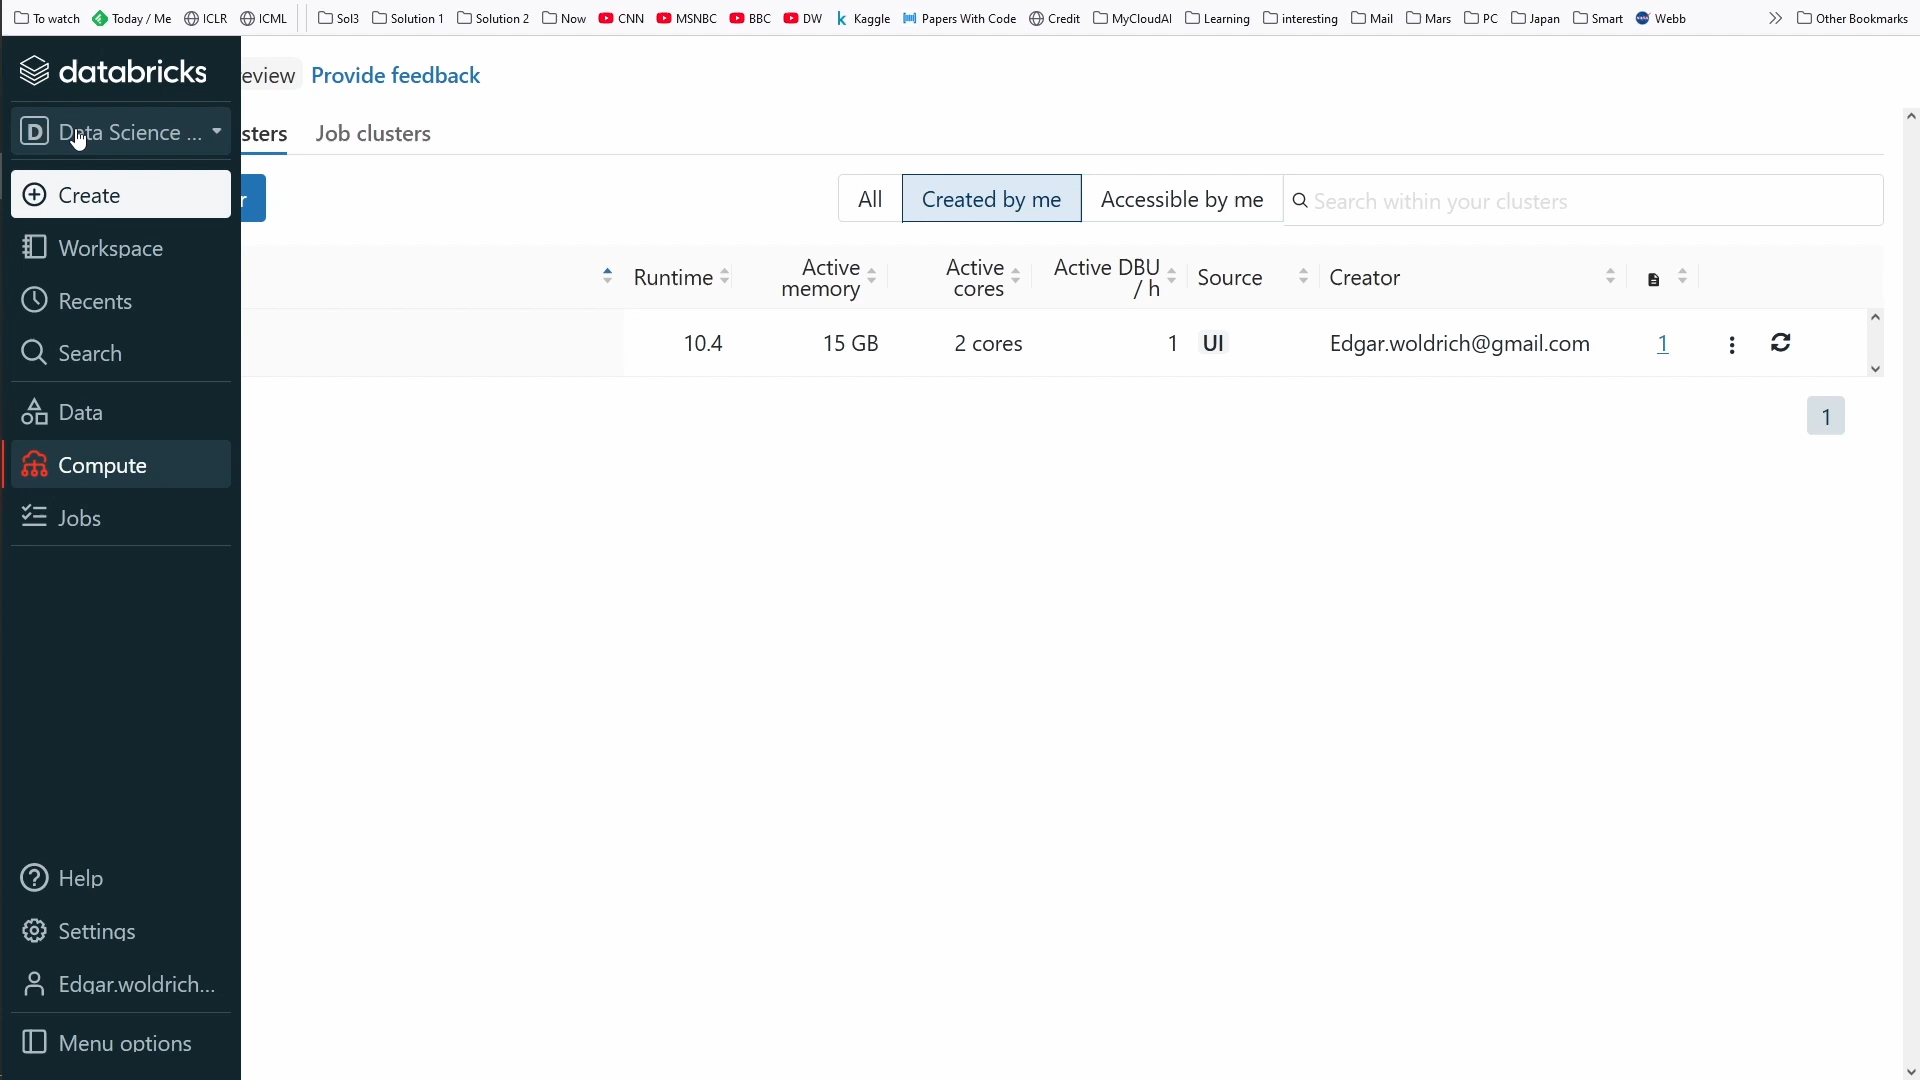 To watch Today / Me ICLR ICML Sol3 Solution 1 Solution 2 Now CNN MSNBC BBC DW Kaggle Papers With Code Credit MyCloudAI Learning interesting Mail Mars PC Japan Smart Webb Other Bookmarks
databricks
eview Provide feedback
D Data Science ...
sters Job clusters
Create
r
All Created by me Accessible by me Search within your clusters
Workspace
Recents
Search
Data
Compute
Jobs
Runtime Active memory Active cores Active DBU / h Source Creator
10.4 15 GB 2 cores 1 UI Edgar.woldrich@gmail.com 1
1
Help
Settings
Edgar.woldrich...
Menu options